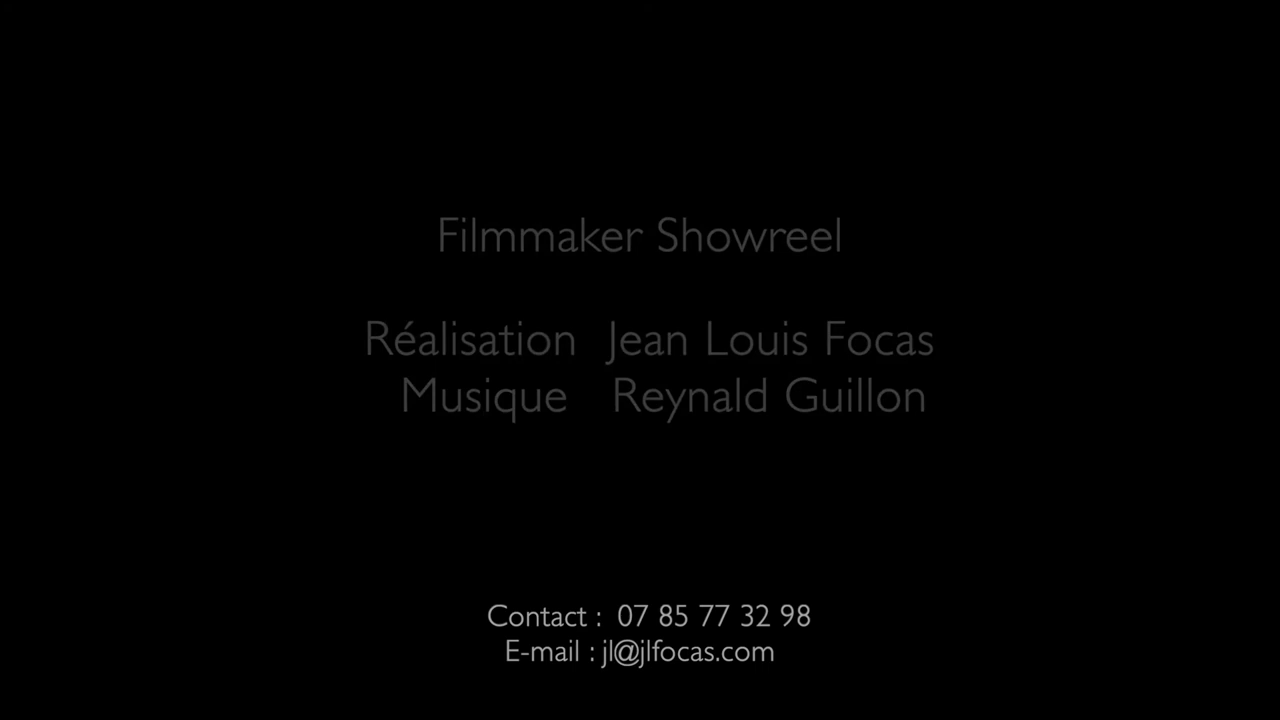 Filmmaker Showreel
Réalisation Jean Louis Focas
Musique Reynald Guillon
Contact : 07 85 77 32 98
E-mail : jl@jlfocas.com